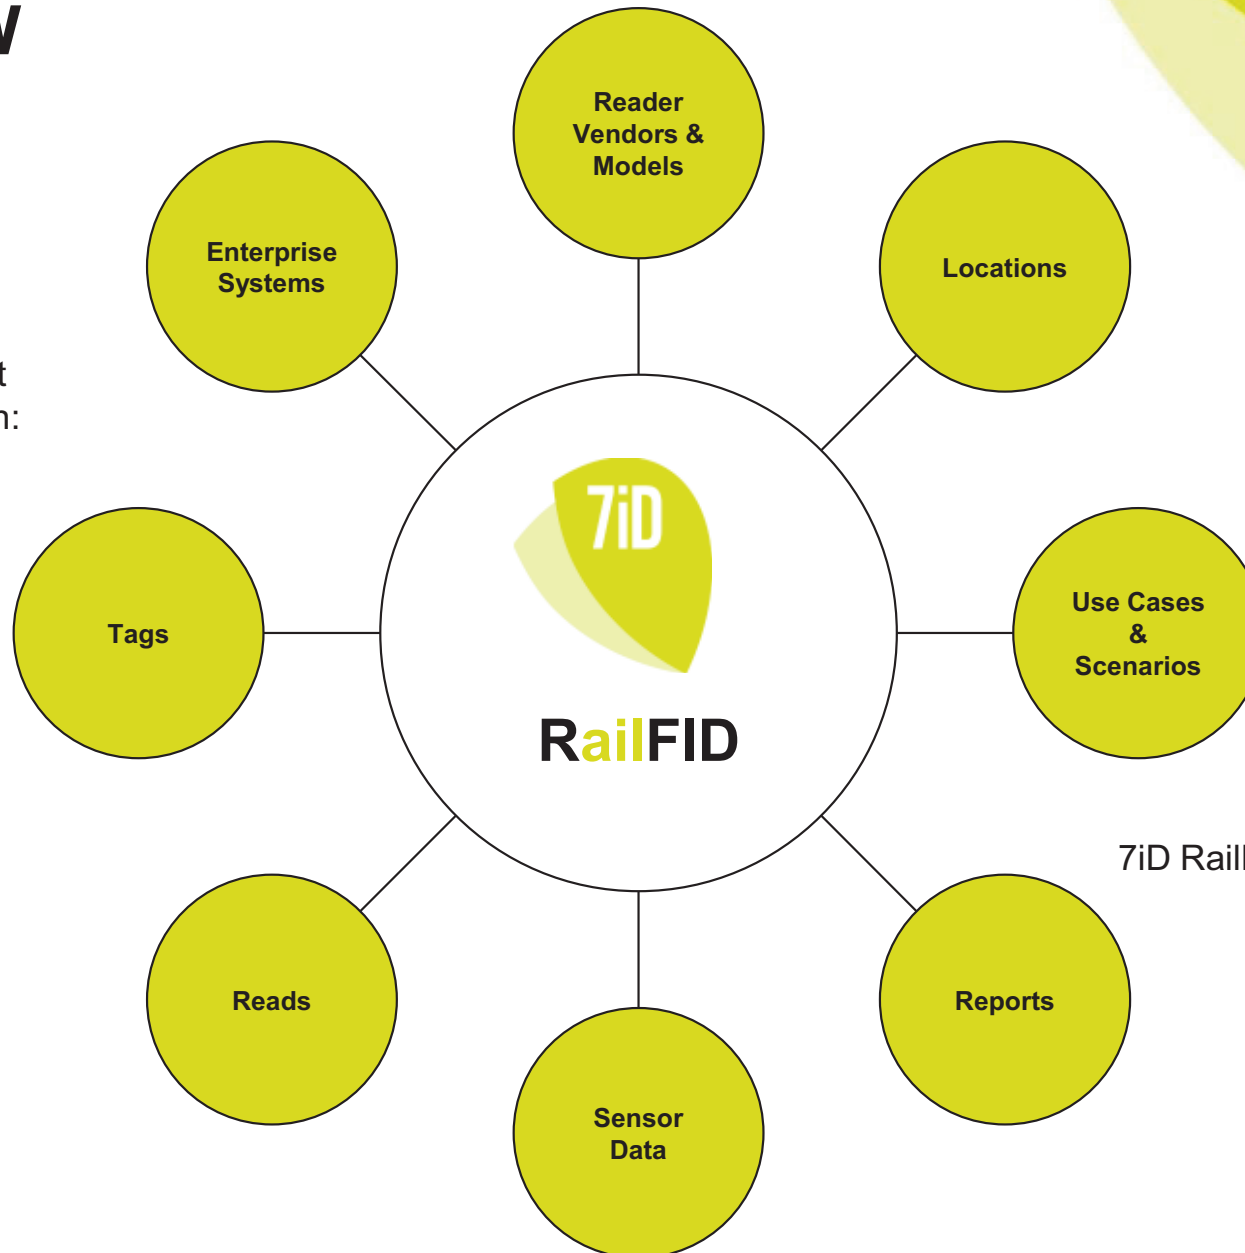 w
Reader
Vendors &
Models
Enterprise
Systems
Locations
t
n:
7iD
Tags
Use Cases
&
Scenarios
RailFID
7iD Rail
Reads
Reports
Sensor
Data